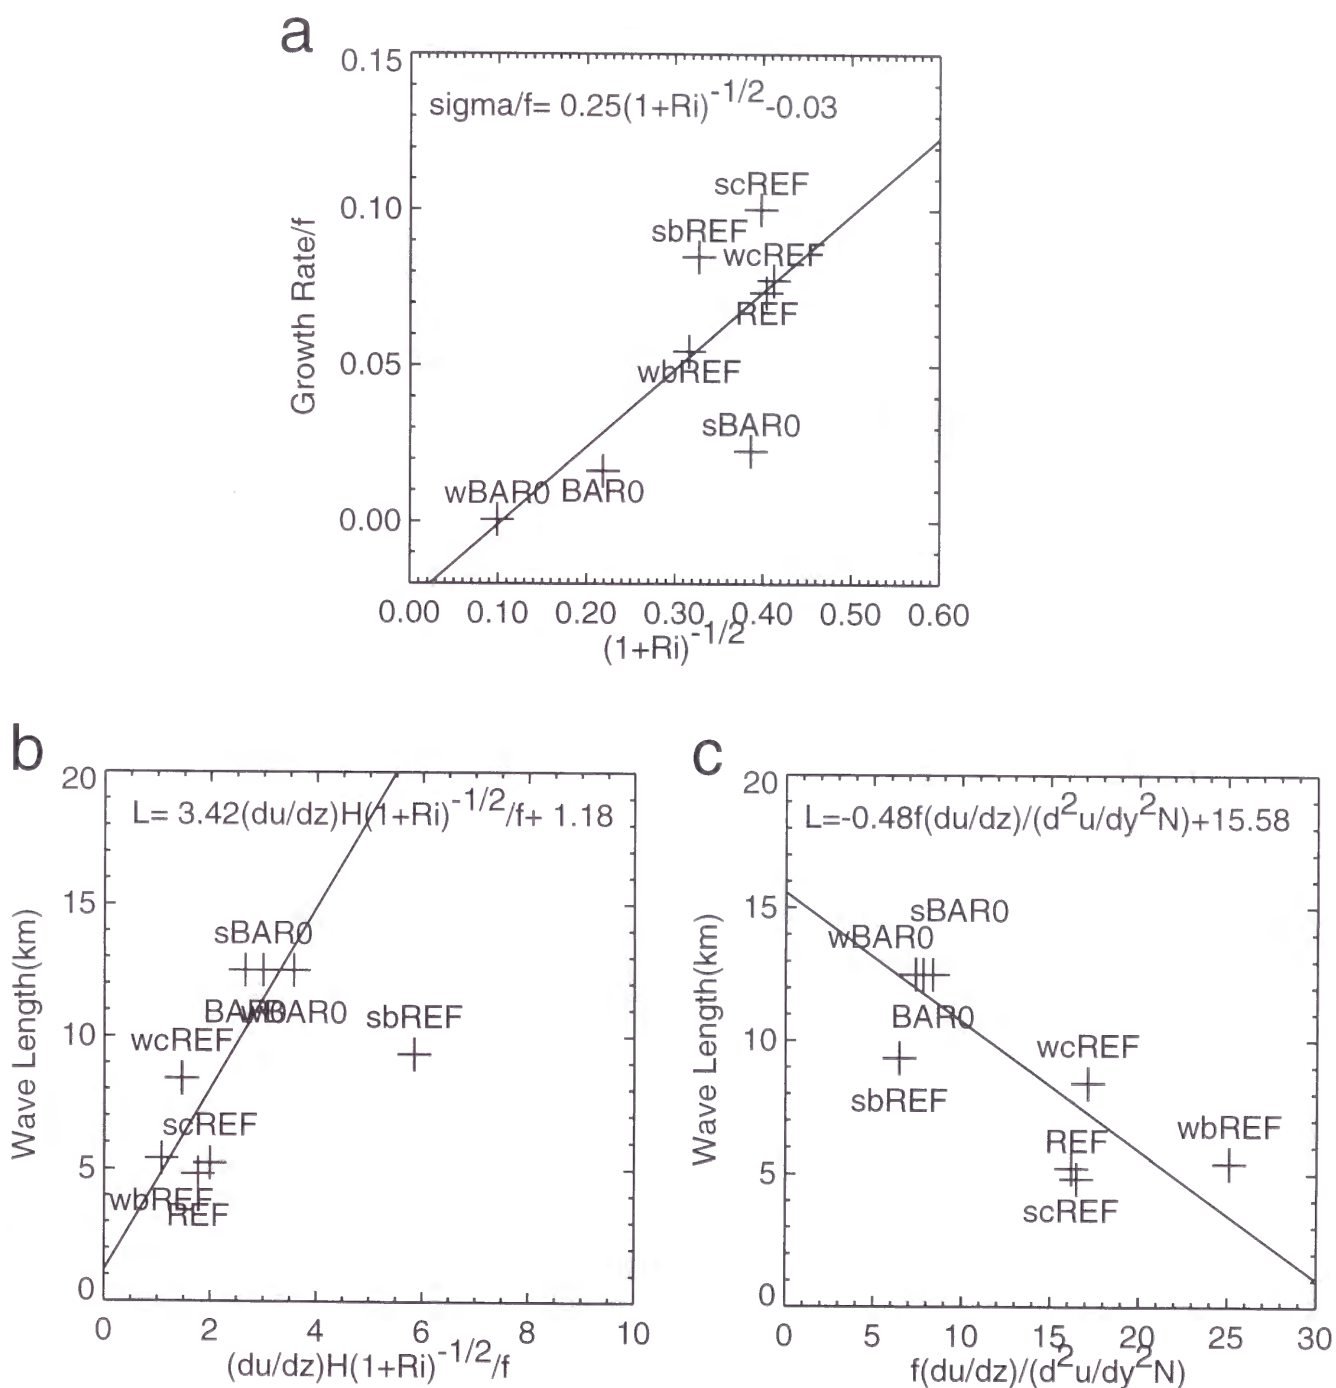 a
0.15
sigma/f= 0.25(1+Ri)^-1/2-0.03
scREF
0.10
sbREF
wcREF
REF
Growth Rate/f
0.05
wbREF
sBAR0
wBAR0 BAR0
0.00
0.00 0.10 0.20 0.30 0.40 0.50 0.60
(1+Ri)^-1/2
b
20
L= 3.42(du/dz)H(1+Ri)^-1/2/f+ 1.18
15
sBAR0
BAR0 wBAR0
sbREF
10
wcREF
scREF
5
wbREF
REF
0
Wave Length(km)
0 2 4 6 8 10
(du/dz)H(1+Ri)^-1/2/f
c
20
L=-0.48f(du/dz)/(d^2u/dy^2N)+15.58
15
sBAR0
wBAR0
BAR0
10
wcREF
sbREF
wbREF
REF
5
scREF
0
Wave Length(km)
0 5 10 15 20 25 30
f(du/dz)/(d^2u/dy^2N)